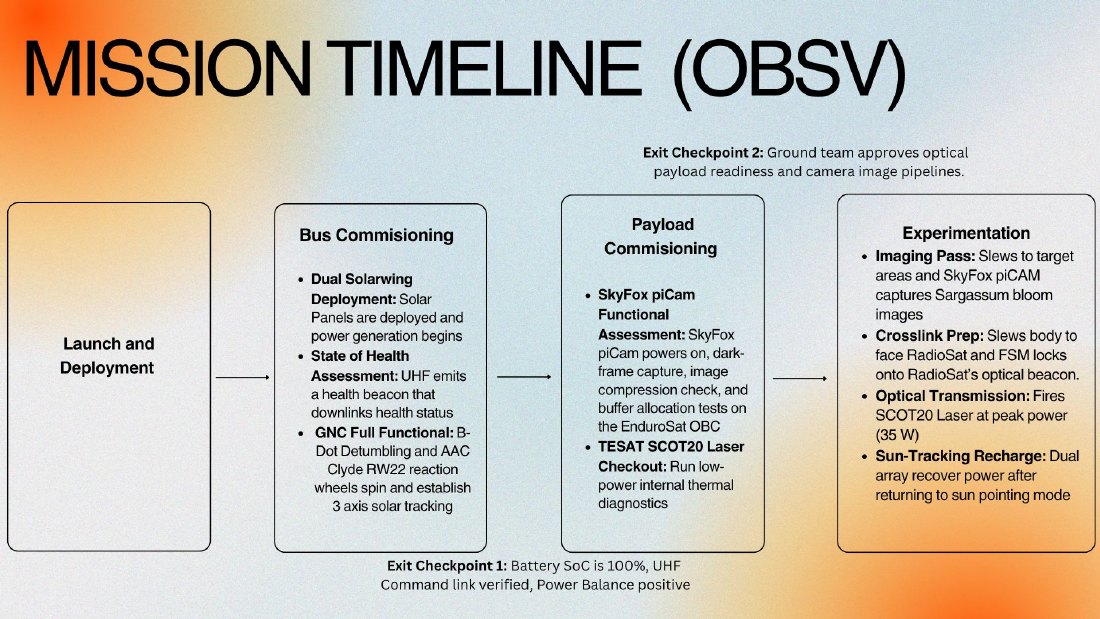 MISSION TIMELINE (OBSV)
Exit Checkpoint 2: Ground team approves optical
payload readiness and camera image pipelines.
Launch and
Deployment
Bus Commisioning
• Dual Solarwing
Deployment: Solar
Panels are deployed and
power generation begins
• State of Health
Assessment: UHF emits
a health beacon that
downlinks health status
• GNC Full Functional: B-
Dot Detumbling and AAC
Clyde RW22 reaction
wheels spin and establish
3 axis solar tracking
Exit Checkpoint 1: Battery SoC is 100%, UHF
Command link verified, Power Balance positive
Payload
Commisioning
• SkyFox piCam
Functional
Assessment: SkyFox
piCam powers on, dark-
frame capture, image
compression check, and
buffer allocation tests on
the EnduroSat OBC
• TESAT SCOT20 Laser
Checkout: Run low-
power internal thermal
diagnostics
Experimentation
• Imaging Pass: Slews to target
areas and SkyFox piCAM
captures Sargassum bloom
images
• Crosslink Prep: Slews body to
face RadioSat and FSM locks
onto RadioSat's optical beacon.
• Optical Transmission: Fires
SCOT20 Laser at peak power
(35 W)
• Sun-Tracking Recharge: Dual
array recover power after
returning to sun pointing mode